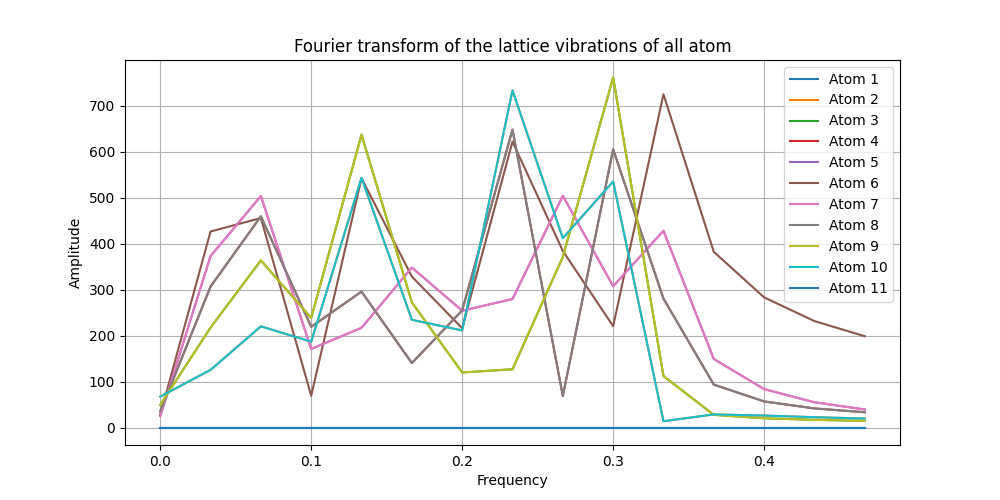 Fourier transform of the lattice vibrations of all atom
Amplitude
700
600
500
400
300
200
100
0
0.0
0.1
0.2
0.3
0.4
Frequency
Atom 1
Atom 2
Atom 3
Atom 4
Atom 5
Atom 6
Atom 7
Atom 8
Atom 9
Atom 10
Atom 11